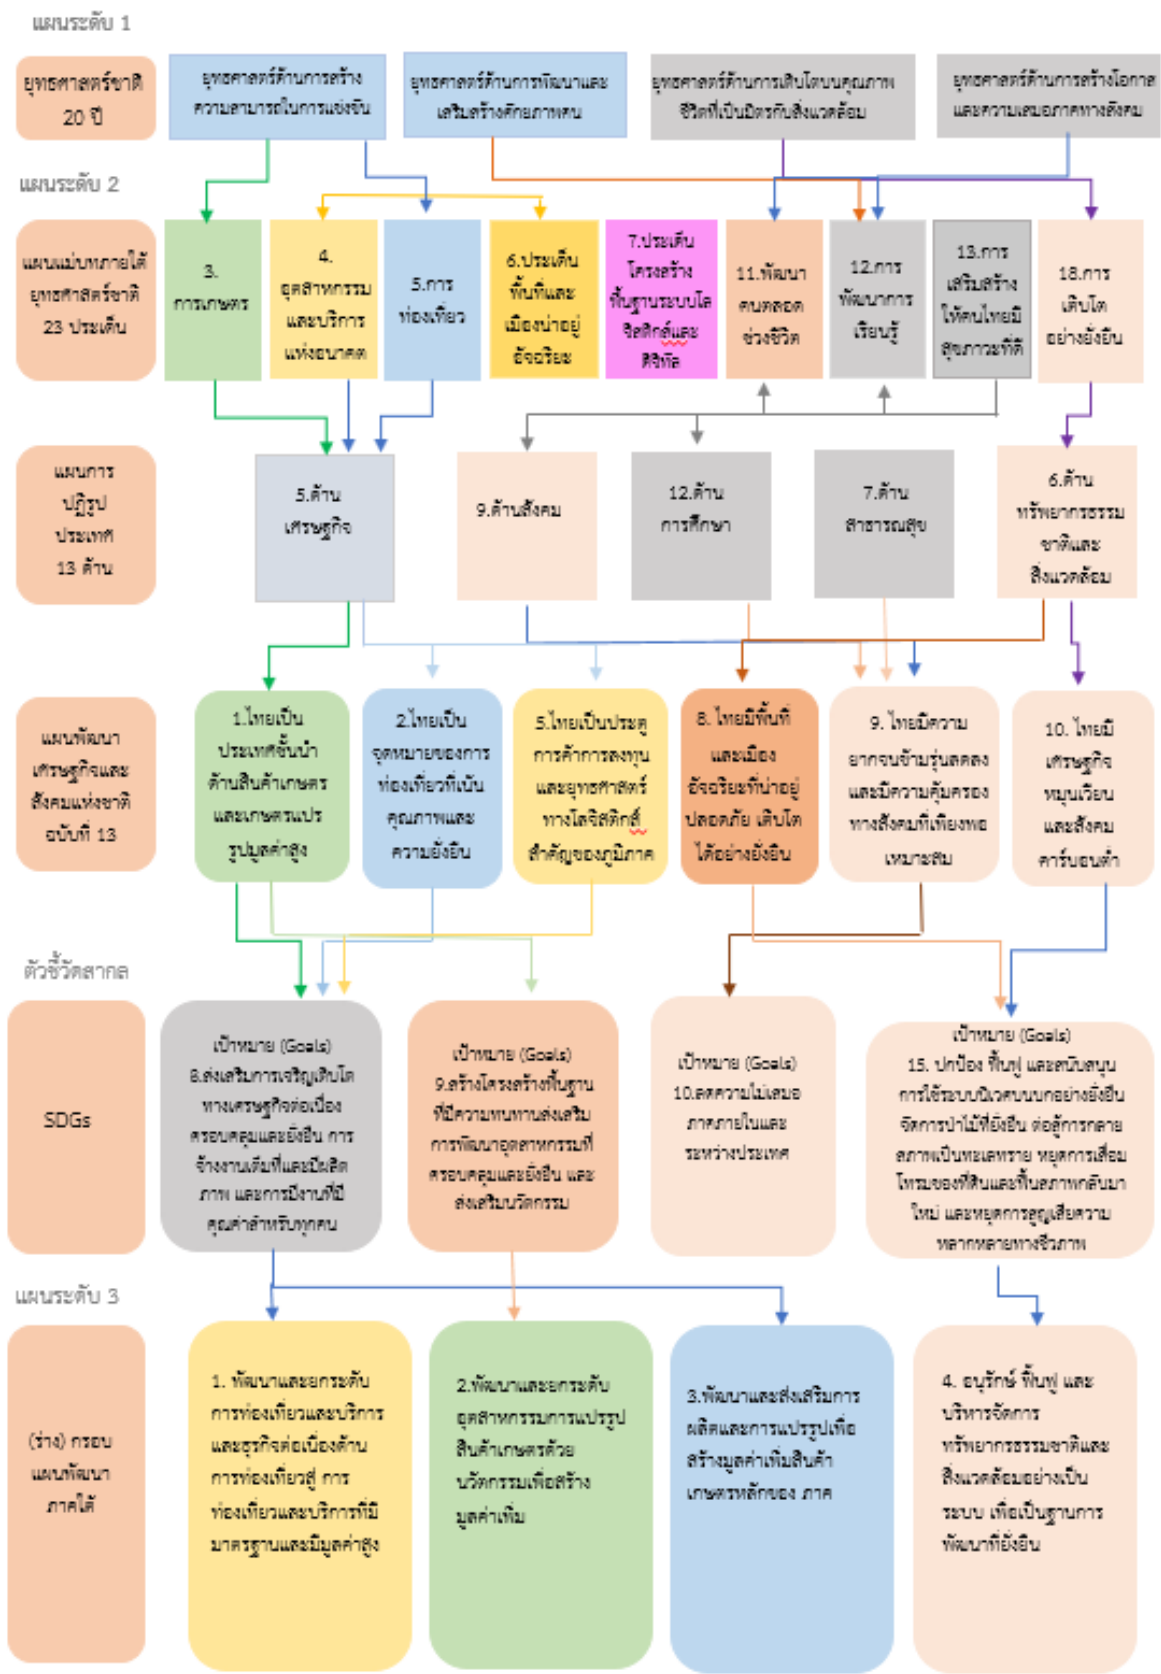 แผนระดับ 1
ยุทธศาสตร์ชาติ
20 ปี
ยุทธศาสตร์ด้านการสร้าง
ความสามารถในการแข่งขัน
ยุทธศาสตร์ด้านการพัฒนาและ
เสริมสร้างศักยภาพคน
ยุทธศาสตร์ด้านการเติบโตบนคุณภาพ
ชีวิตที่เป็นมิตรกับสิ่งแวดล้อม
ยุทธศาสตร์ด้านการสร้างโอกาส
และความเสมอภาคทางสังคม
แผนระดับ 2
แผนแม่บทภายใต้
ยุทธศาสตร์ชาติ
23 ประเด็น
3.
การเกษตร
4.
อุตสาหกรรม
และบริการ
แห่งอนาคต
5.การ
ท่องเที่ยว
6.ประเด็น
พื้นที่และ
เมืองน่าอยู่
อัจฉริยะ
7.ประเด็น
โครงสร้าง
พื้นฐานระบบโล
จิสติกส์และ
ดิจิทัล
11.พัฒนา
คนตลอด
ช่วงชีวิต
12.การ
พัฒนาการ
เรียนรู้
13.การ
เสริมสร้าง
ให้คนไทยมี
สุขภาวะที่ดี
18.การ
เติบโต
อย่างยั่งยืน
แผนการ
ปฏิรูป
ประเทศ
13 ด้าน
5.ด้าน
เศรษฐกิจ
9.ด้านสังคม
12.ด้าน
การศึกษา
7.ด้าน
สาธารณสุข
6.ด้าน
ทรัพยากรธรรม
ชาติและ
สิ่งแวดล้อม
แผนพัฒนา
เศรษฐกิจและ
สังคมแห่งชาติ
ฉบับที่ 13
1.ไทยเป็น
ประเทศชั้นนำ
ด้านสินค้าเกษตร
และเกษตรแปร
รูปมูลค่าสูง
2.ไทยเป็น
จุดหมายของการ
ท่องเที่ยวที่เน้น
คุณภาพและ
ความยั่งยืน
5.ไทยเป็นประตู
การค้าการลงทุน
และยุทธศาสตร์
ทางโลจิสติกส์
สำคัญของภูมิภาค
8. ไทยมีพื้นที่
และเมือง
อัจฉริยะที่น่าอยู่
ปลอดภัย เติบโต
ได้อย่างยั่งยืน
9. ไทยมีความ
ยากจนข้ามรุ่นลดลง
และมีความคุ้มครอง
ทางสังคมที่เพียงพอ
เหมาะสม
10. ไทยมี
เศรษฐกิจ
หมุนเวียน
และสังคม
คาร์บอนต่ำ
ตัวชี้วัดสากล
SDGs
เป้าหมาย (Goals)
8.ส่งเสริมการเจริญเติบโต
ทางเศรษฐกิจต่อเนื่อง
ครอบคลุมและยั่งยืน การ
จ้างงานเต็มที่และมีผลิต
ภาพ และการมีงานที่มี
คุณค่าสำหรับทุกคน
เป้าหมาย (Goals)
9.สร้างโครงสร้างพื้นฐาน
ที่มีความทนทานส่งเสริม
การพัฒนาอุตสาหกรรมที่
ครอบคลุมและยั่งยืน และ
ส่งเสริมนวัตกรรม
เป้าหมาย (Goals)
10.ลดความไม่เสมอ
ภาคภายในและ
ระหว่างประเทศ
เป้าหมาย (Goals)
15. ปกป้อง ฟื้นฟู และสนับสนุน
การใช้ระบบนิเวศบนบกอย่างยั่งยืน
จัดการป่าไม้ที่ยั่งยืน ต่อสู้การกลาย
สภาพเป็นทะเลทราย หยุดการเสื่อม
โทรมของที่ดินและฟื้นสภาพกลับมา
ใหม่ และหยุดการสูญเสียความ
หลากหลายทางชีวภาพ
แผนระดับ 3
(ร่าง) กรอบ
แผนพัฒนา
ภาคใต้
1. พัฒนาและยกระดับ
การท่องเที่ยวและบริการ
และธุรกิจต่อเนื่องด้าน
การท่องเที่ยวสู่ การ
ท่องเที่ยวและบริการที่มี
มาตรฐานและมีมูลค่าสูง
2.พัฒนาและยกระดับ
อุตสาหกรรมการแปรรูป
สินค้าเกษตรด้วย
นวัตกรรมเพื่อสร้าง
มูลค่าเพิ่ม
3.พัฒนาและส่งเสริมการ
ผลิตและการแปรรูปเพื่อ
สร้างมูลค่าเพิ่มสินค้า
เกษตรหลักของ ภาค
4. อนุรักษ์ ฟื้นฟู และ
บริหารจัดการ
ทรัพยากรธรรมชาติและ
สิ่งแวดล้อมอย่างเป็น
ระบบ เพื่อเป็นฐานการ
พัฒนาที่ยั่งยืน